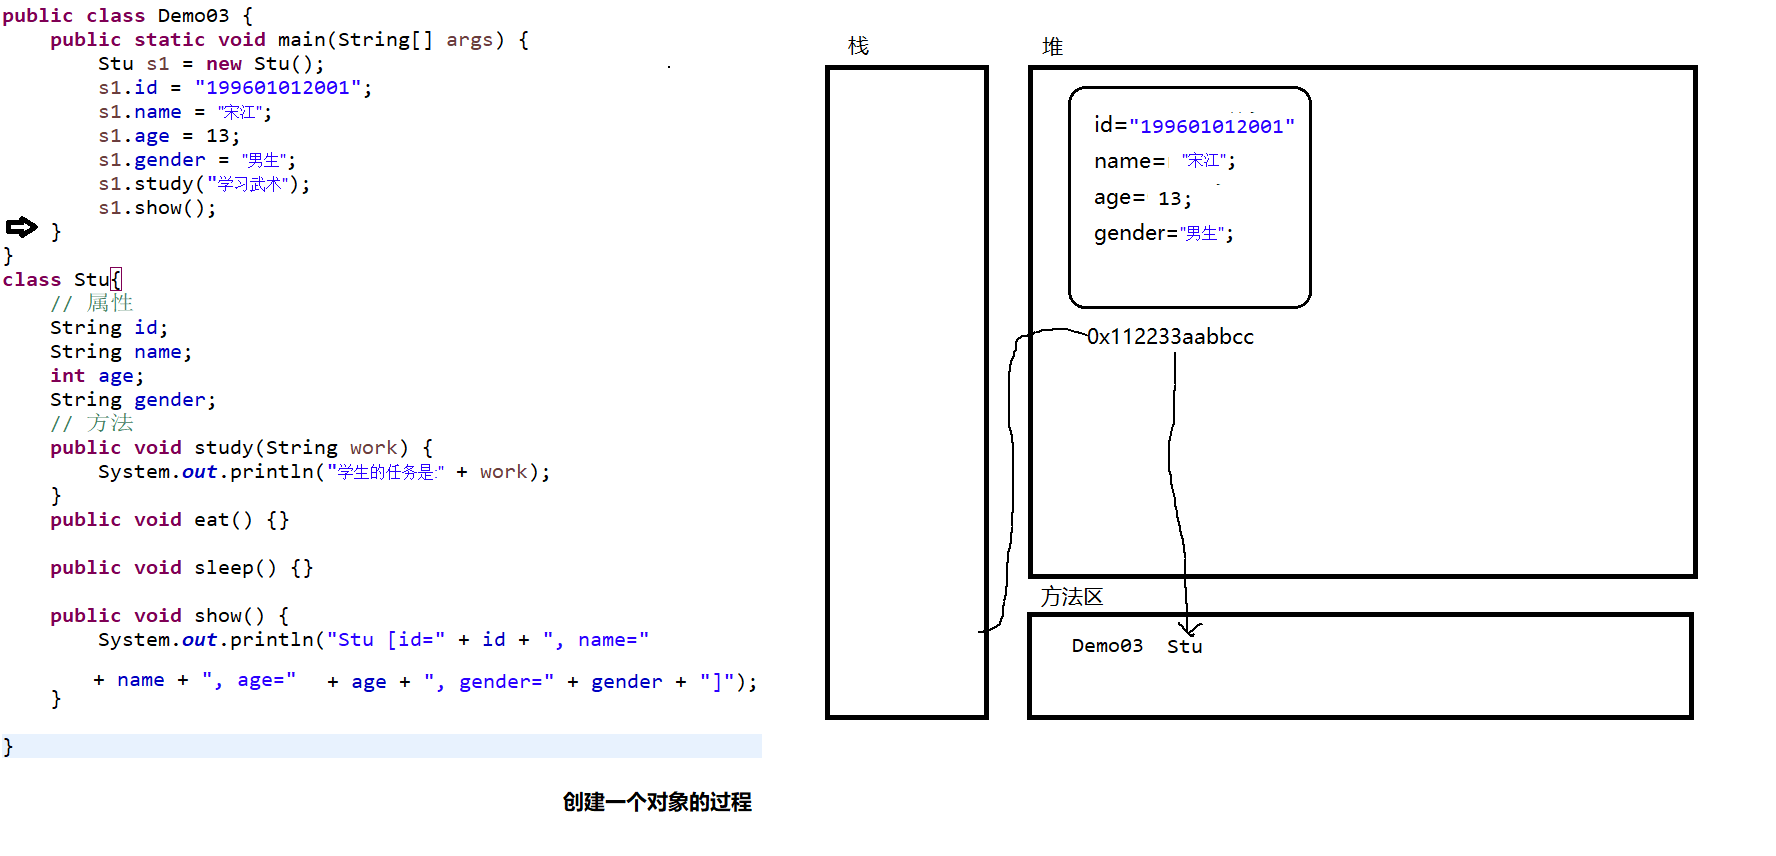 public class Demo03 {
public static void main(String[] args) {
Stu s1 = new Stu();
s1.id = "199601012001";
s1.name = "宋江";
s1.age = 13;
s1.gender = "男生";
s1.study("学习武术");
s1.show();
}
}
class Stu{
// 属性
String id;
String name;
int age;
String gender;
// 方法
public void study(String work) {
System.out.println("学生的任务是:" + work);
}
public void eat() {}
public void sleep() {}
public void show() {
System.out.println("Stu [id=" + id + ", name="
+ name + ", age=" + age + ", gender=" + gender + "]");
}
}
栈
堆
id="199601012001"
name= "宋江";
age= 13;
gender="男生";
0x112233aabbcc
方法区
Demo03 Stu
创建一个对象的过程